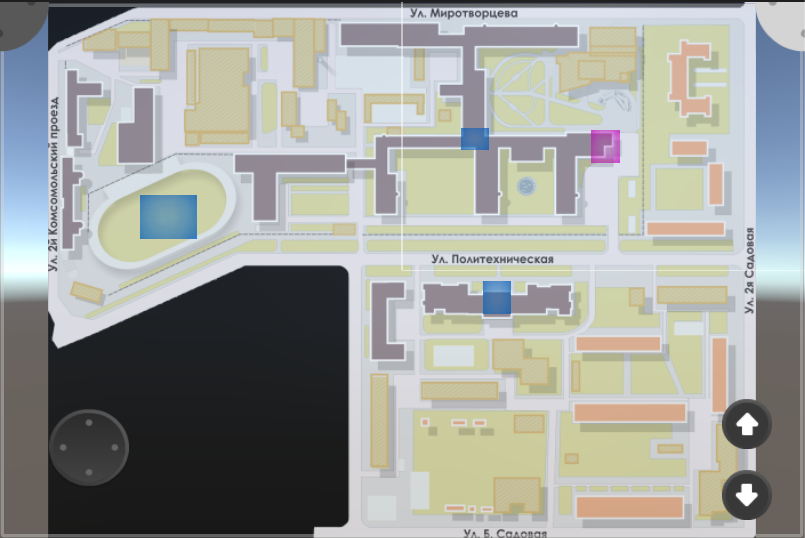 Ул. Миротворцева
Ул. 2й Комсомольский проезд
Ул. Политехническая
Ул. 2я Садовая
Ул. Б. Садовая